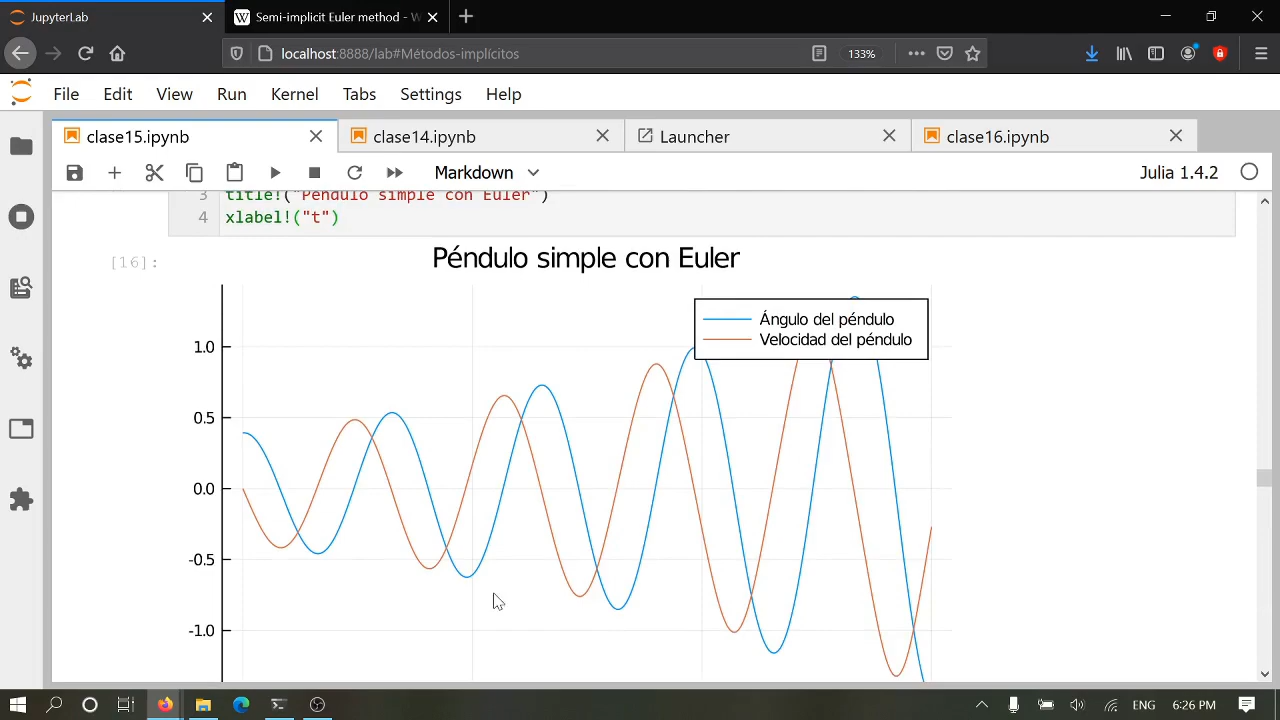 JupyterLab
W Semi-implicit Euler method - W
localhost:8888/lab#Métodos-implícitos
133%
File Edit View Run Kernel Tabs Settings Help
clase15.ipynb
clase14.ipynb
Launcher
clase16.ipynb
Markdown
Julia 1.4.2
3 title!("Péndulo simple con Euler")
4 xlabel!("t")
[16]:
Péndulo simple con Euler
Ángulo del péndulo
Velocidad del péndulo
1.0
0.5
0.0
-0.5
-1.0
ENG 6:26 PM